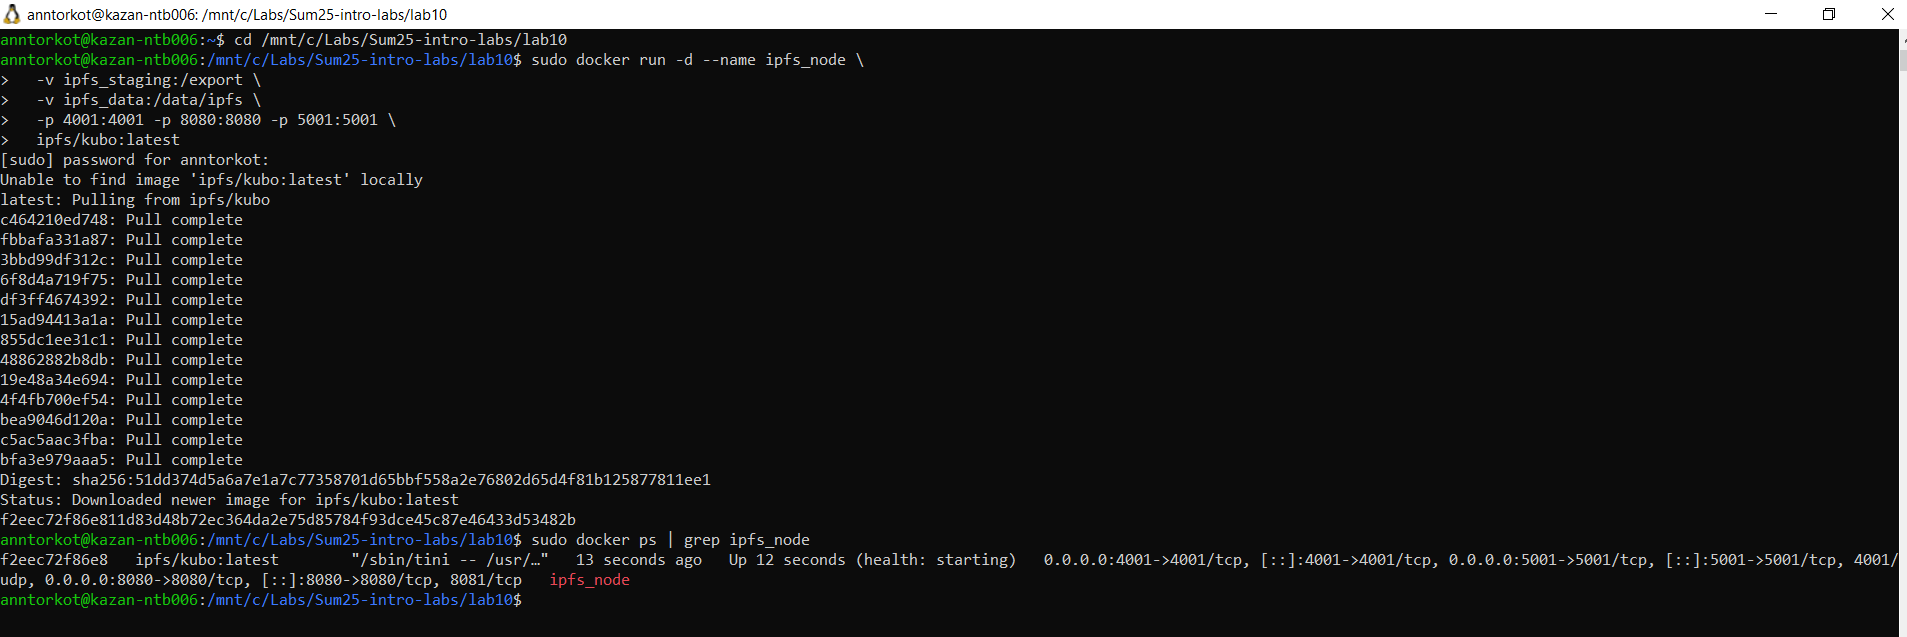 anntorkot@kazan-ntb006: /mnt/c/Labs/Sum25-intro-labs/lab10
anntorkot@kazan-ntb006:~$ cd /mnt/c/Labs/Sum25-intro-labs/lab10
anntorkot@kazan-ntb006:/mnt/c/Labs/Sum25-intro-labs/lab10$ sudo docker run -d --name ipfs_node \
>   -v ipfs_staging:/export \
>   -v ipfs_data:/data/ipfs \
>   -p 4001:4001 -p 8080:8080 -p 5001:5001 \
>   ipfs/kubo:latest
[sudo] password for anntorkot:
Unable to find image 'ipfs/kubo:latest' locally
latest: Pulling from ipfs/kubo
c464210ed748: Pull complete
fbbafa331a87: Pull complete
3bbd99df312c: Pull complete
6f8d4a719f75: Pull complete
df3ff4674392: Pull complete
15ad94413a1a: Pull complete
855dc1ee31c1: Pull complete
48862882b8db: Pull complete
19e48a34e694: Pull complete
4f4fb700ef54: Pull complete
bea9046d120a: Pull complete
c5ac5aac3fba: Pull complete
bfa3e979aaa5: Pull complete
Digest: sha256:51dd374d5a6a7e1a7c77358701d65bbf558a2e76802d65d4f81b125877811ee1
Status: Downloaded newer image for ipfs/kubo:latest
f2eec72f86e811d83d48b72ec364da2e75d85784f93dce45c87e46433d53482b
anntorkot@kazan-ntb006:/mnt/c/Labs/Sum25-intro-labs/lab10$ sudo docker ps | grep ipfs_node
f2eec72f86e8   ipfs/kubo:latest        "/sbin/tini -- /usr/…"   13 seconds ago   Up 12 seconds (health: starting)   0.0.0.0:4001->4001/tcp, [::]:4001->4001/tcp, 0.0.0.0:5001->5001/tcp, [::]:5001->5001/tcp, 4001/
udp, 0.0.0.0:8080->8080/tcp, [::]:8080->8080/tcp, 8081/tcp   ipfs_node
anntorkot@kazan-ntb006:/mnt/c/Labs/Sum25-intro-labs/lab10$